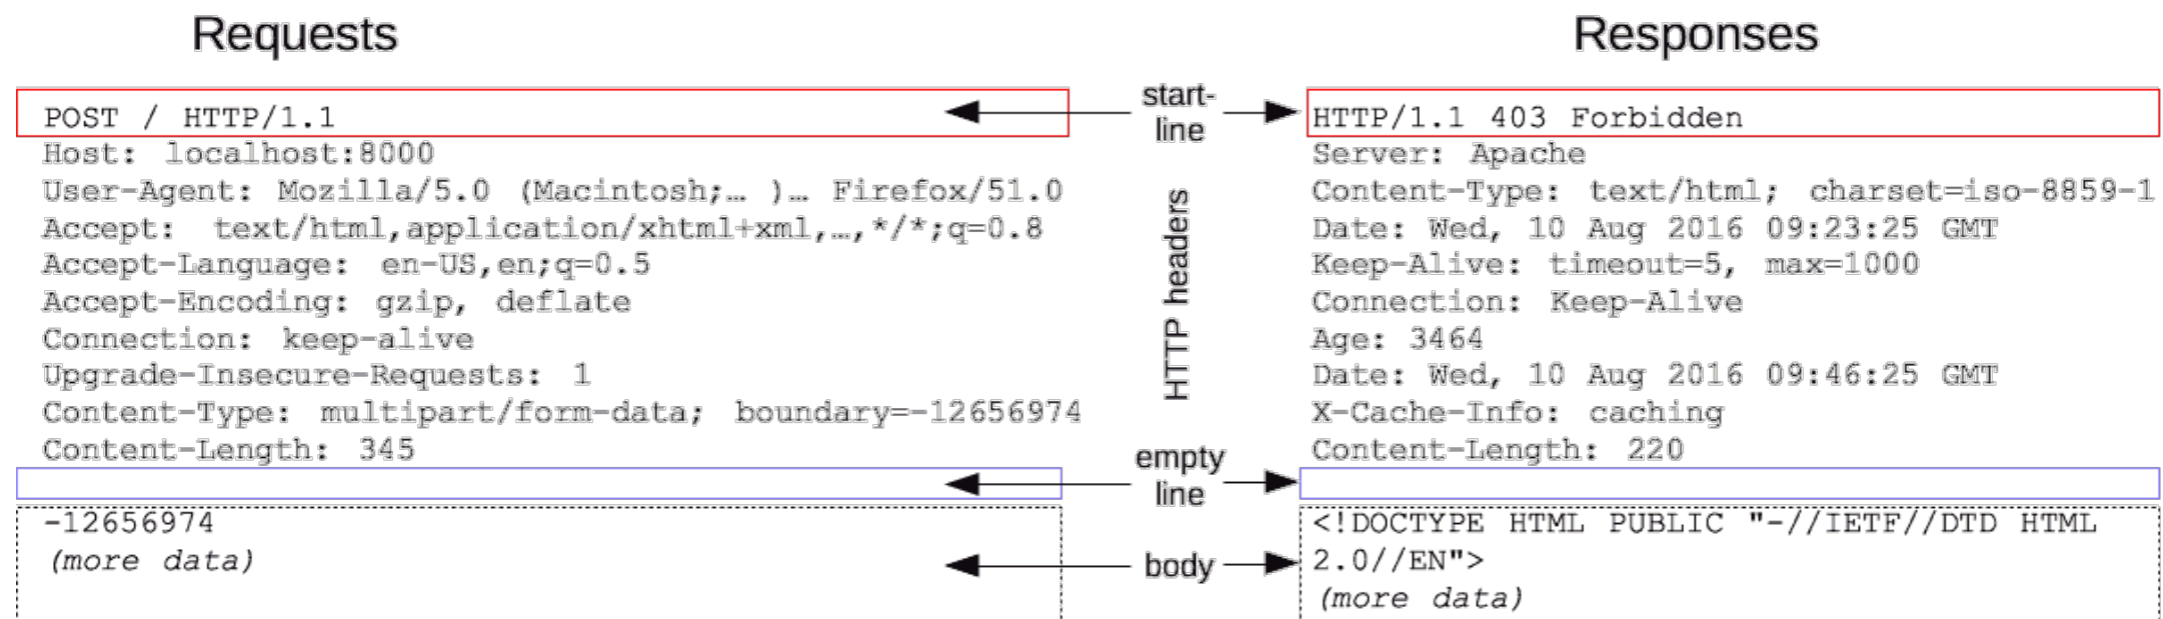 Requests
POST / HTTP/1.1
Host: localhost:8000
User-Agent: Mozilla/5.0 (Macintosh;… )… Firefox/51.0
Accept: text/html,application/xhtml+xml,…,*/*;q=0.8
Accept-Language: en-US,en;q=0.5
Accept-Encoding: gzip, deflate
Connection: keep-alive
Upgrade-Insecure-Requests: 1
Content-Type: multipart/form-data; boundary=-12656974
Content-Length: 345
-12656974
(more data)
start-
line
HTTP headers
empty
line
body
Responses
HTTP/1.1 403 Forbidden
Server: Apache
Content-Type: text/html; charset=iso-8859-1
Date: Wed, 10 Aug 2016 09:23:25 GMT
Keep-Alive: timeout=5, max=1000
Connection: Keep-Alive
Age: 3464
Date: Wed, 10 Aug 2016 09:46:25 GMT
X-Cache-Info: caching
Content-Length: 220
<!DOCTYPE HTML PUBLIC "-//IETF//DTD HTML
2.0//EN">
(more data)